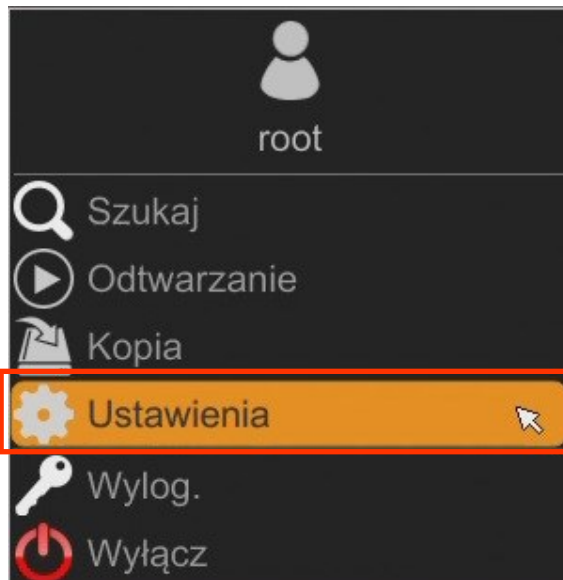 root
Szukaj
Odtwarzanie
Kopia
Ustawienia
Wylog.
Wyłącz